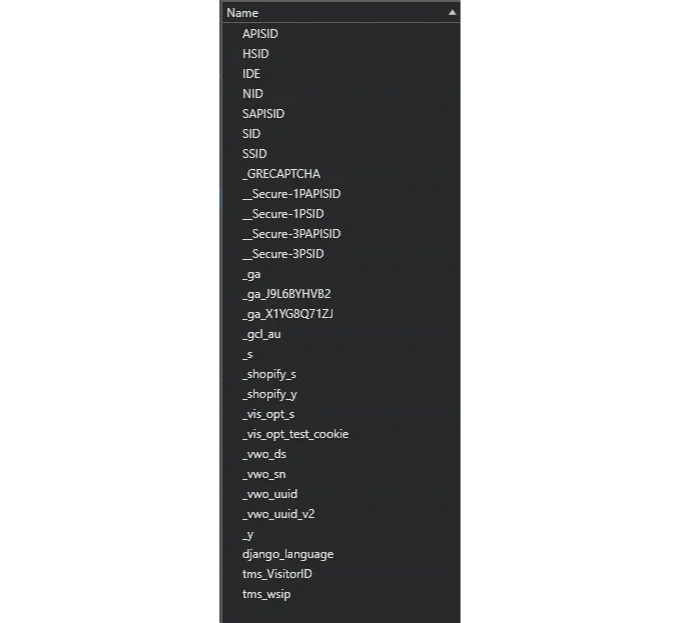 Name
APISID
HSID
IDE
NID
SAPISID
SID
SSID
_GRECAPTCHA
__Secure-1PAPISID
__Secure-1PSID
__Secure-3PAPISID
__Secure-3PSID
_ga
_ga_J9L6BYHVB2
_ga_X1YG8Q71ZJ
_gcl_au
_s
_shopify_s
_shopify_y
_vis_opt_s
_vis_opt_test_cookie
_vwo_ds
_vwo_sn
_vwo_uuid
_vwo_uuid_v2
_y
django_language
tms_VisitorID
tms_wsip